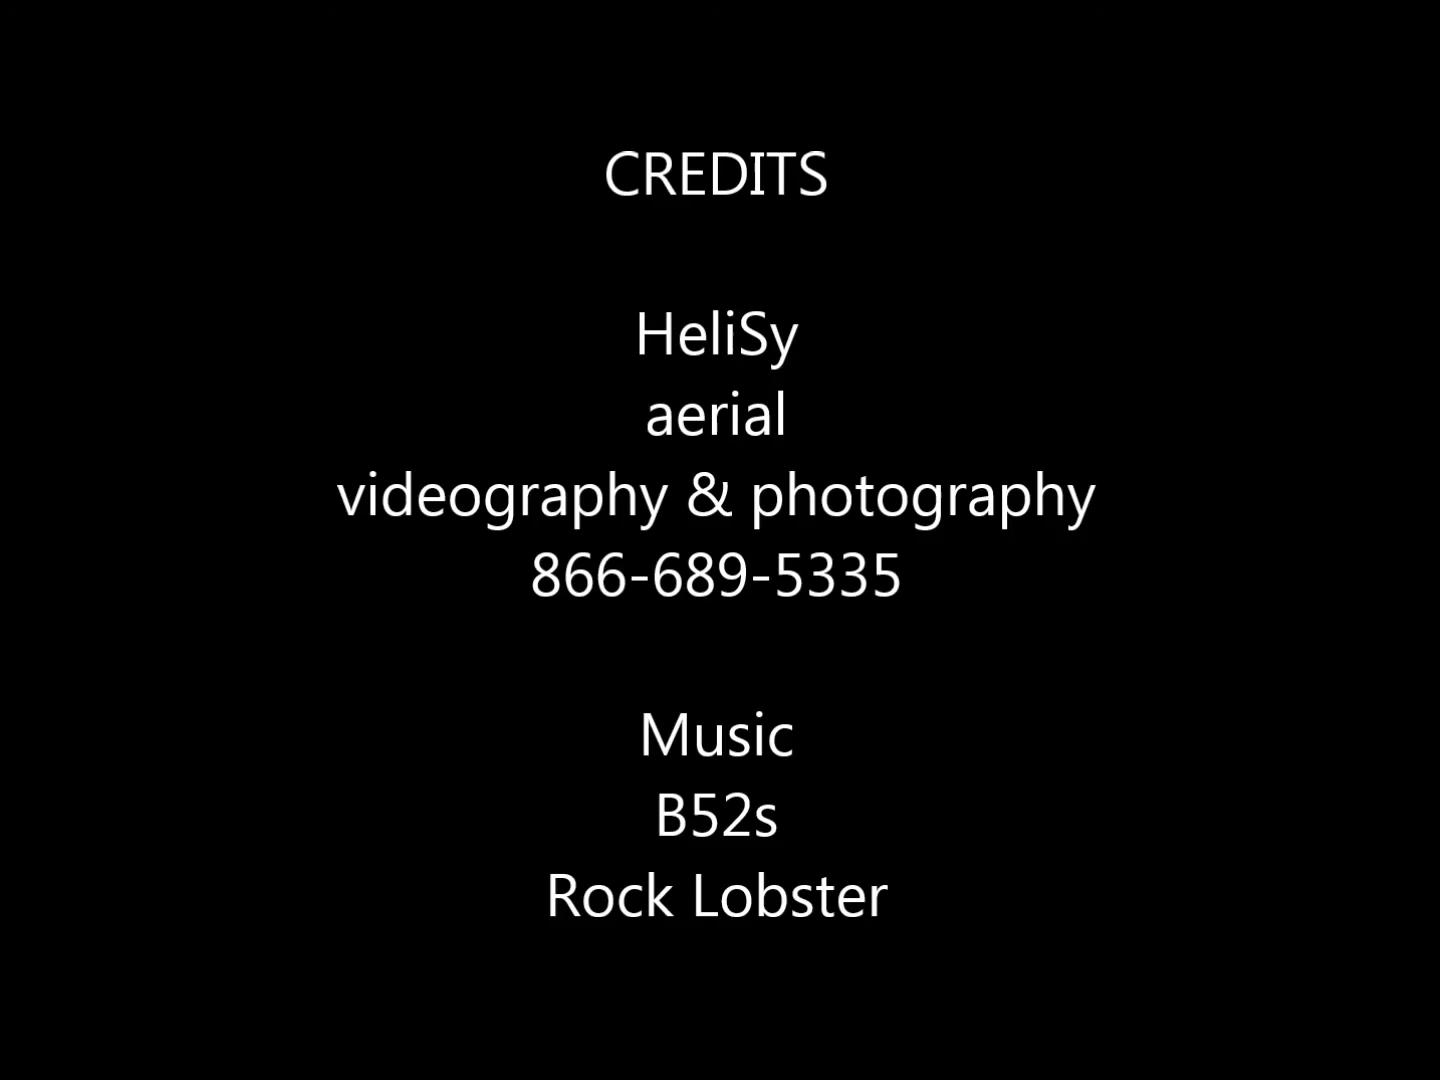 CREDITS
HeliSy
aerial
videography & photography
866-689-5335
Music
B52s
Rock Lobster